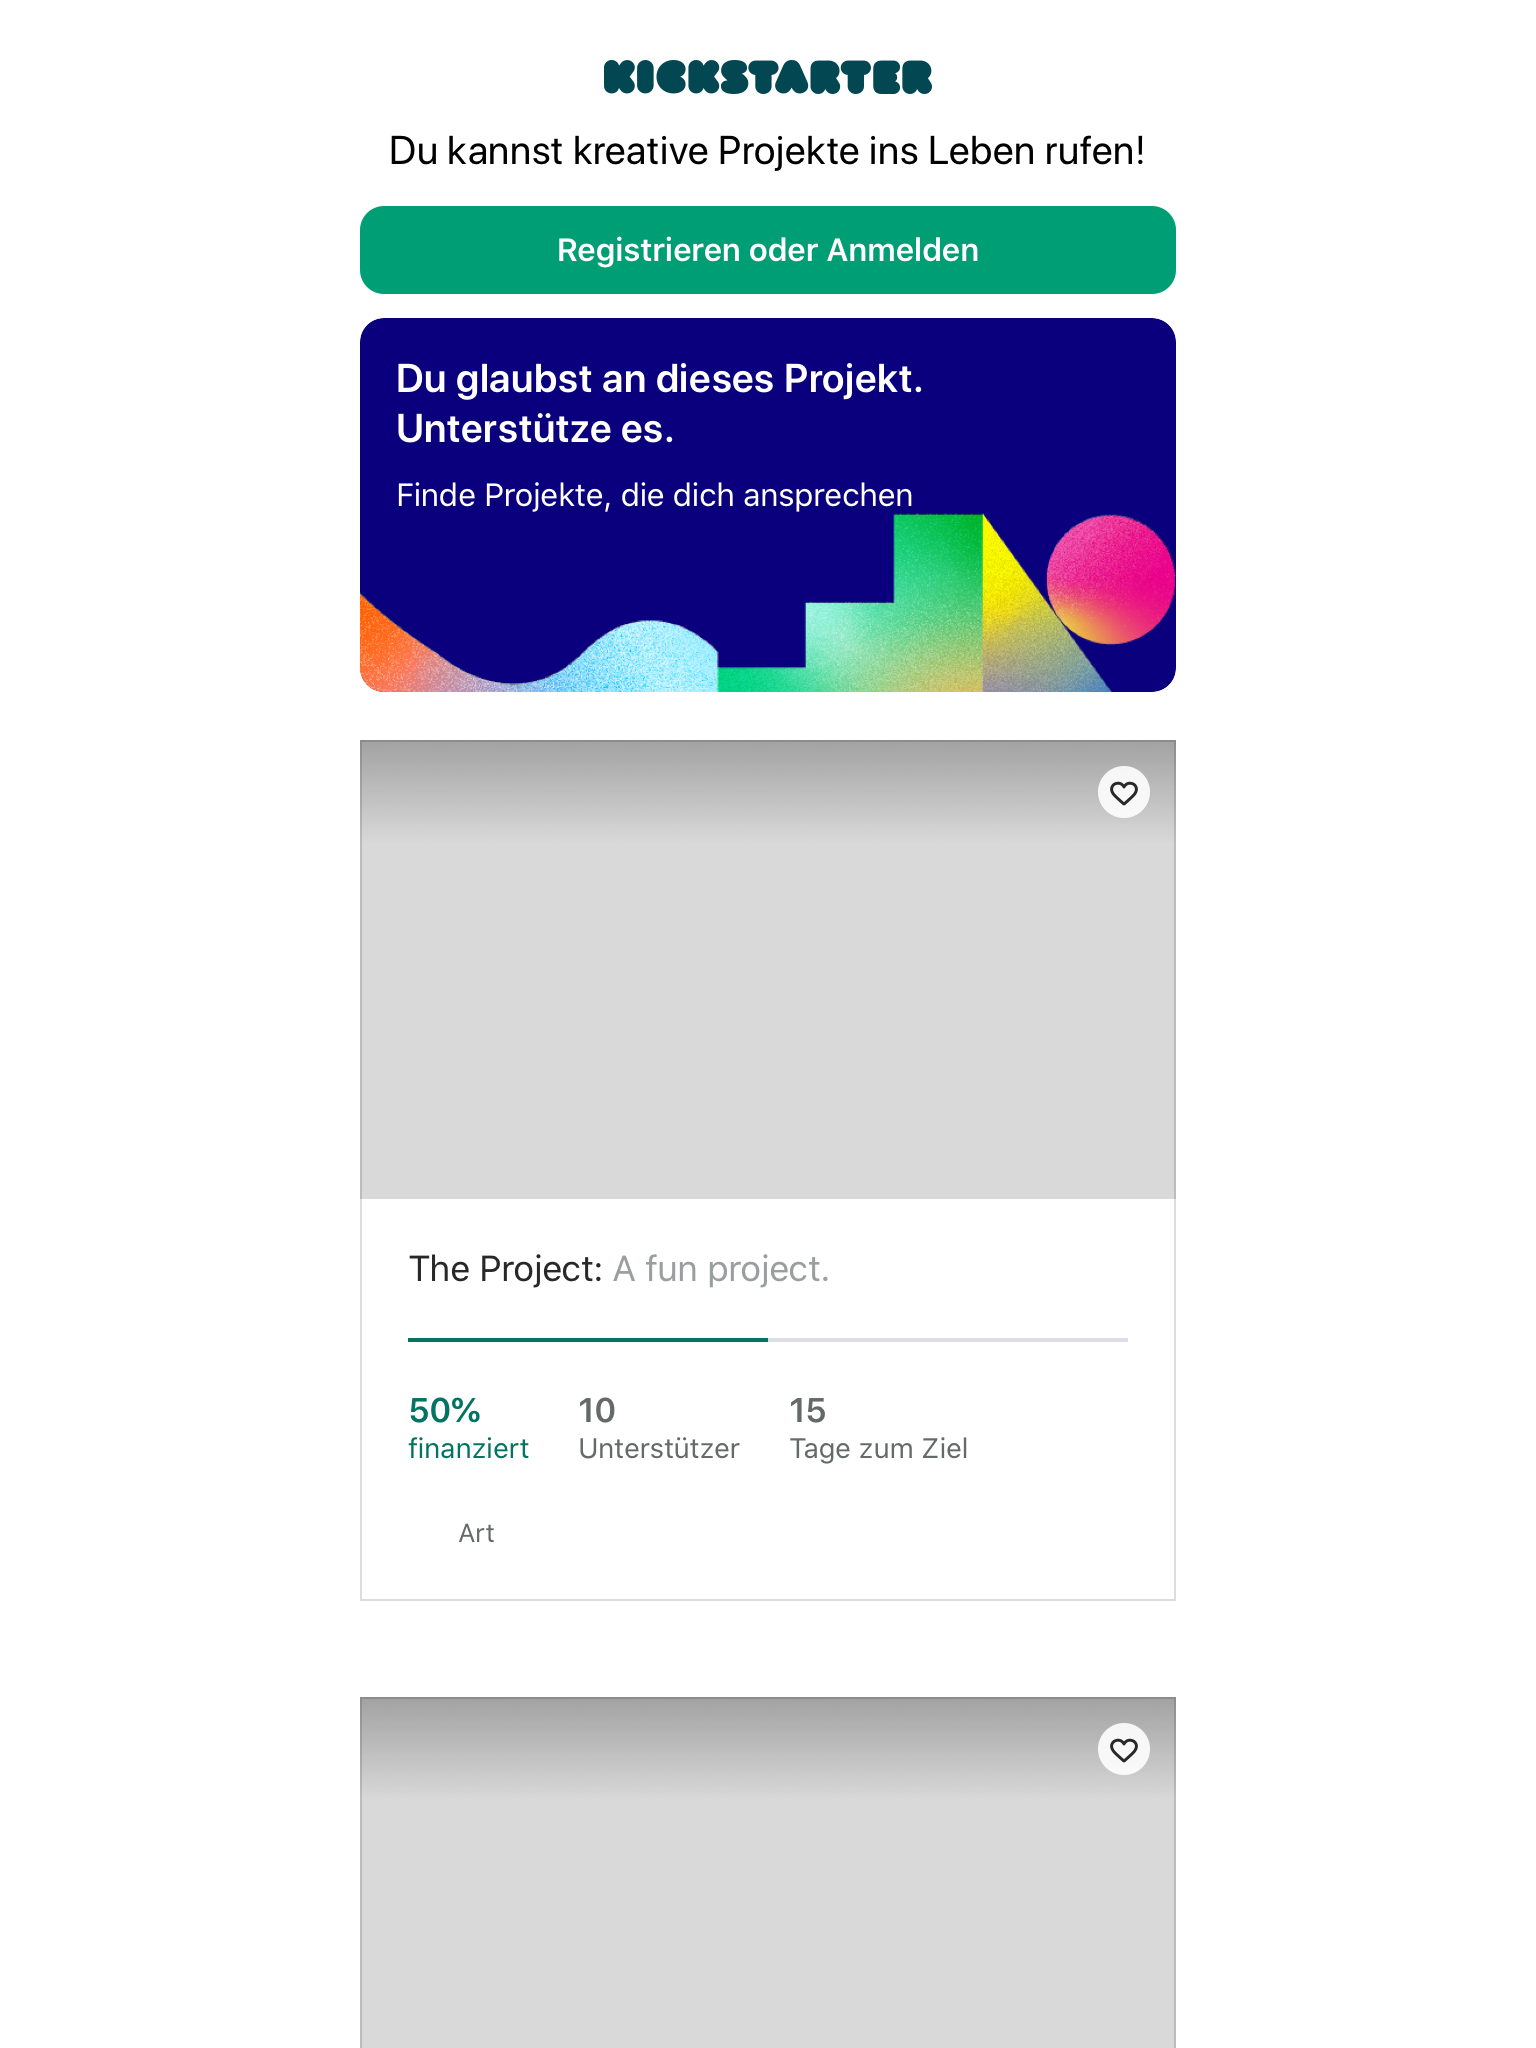 KICKSTARTER
Du kannst kreative Projekte ins Leben rufen!
Registrieren oder Anmelden
Du glaubst an dieses Projekt.
Unterstütze es.
Finde Projekte, die dich ansprechen
The Project: A fun project.
50% 10 15
finanziert Unterstützer Tage zum Ziel
Art